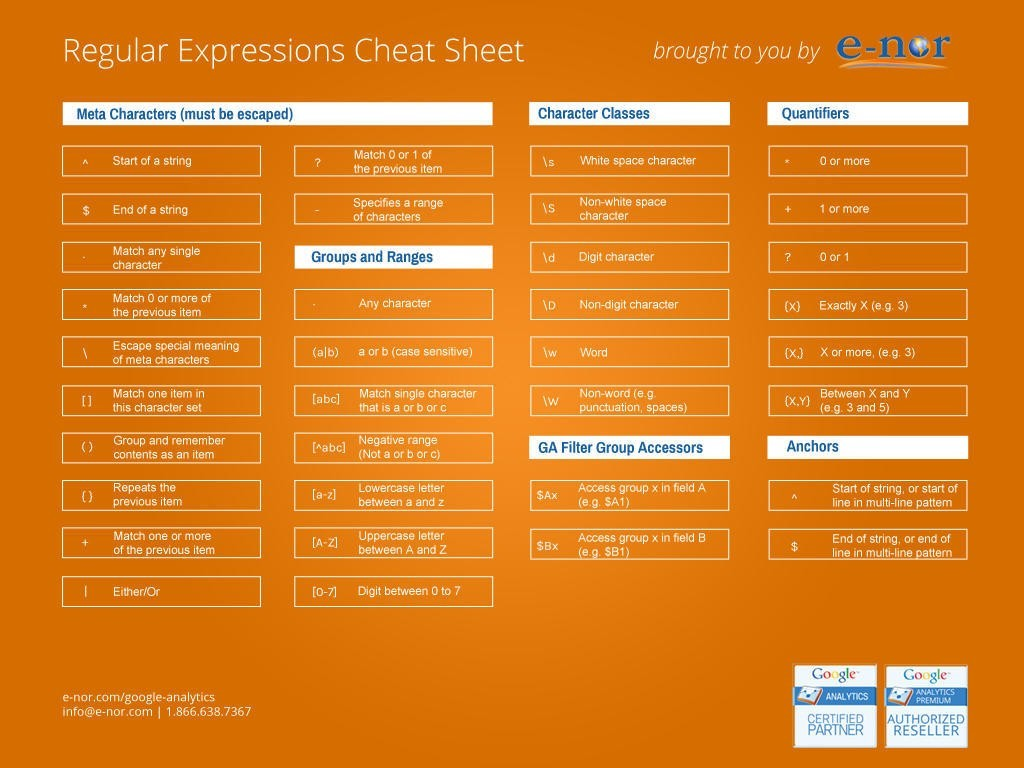 Regular Expressions Cheat Sheet
brought to you by e-nor
Meta Characters (must be escaped)
^ Start of a string
$ End of a string
. Match any single
character
* Match 0 or more of
the previous item
\ Escape special meaning
of meta characters
[ ] Match one item in
this character set
( ) Group and remember
contents as an item
{ } Repeats the
previous item
+ Match one or more
of the previous item
| Either/Or
? Match 0 or 1 of
the previous item
- Specifies a range
of characters
Groups and Ranges
. Any character
(a|b) a or b (case sensitive)
[abc] Match single character
that is a or b or c
[^abc] Negative range
(Not a or b or c)
[a-z] Lowercase letter
between a and z
[A-Z] Uppercase letter
between A and Z
[0-7] Digit between 0 to 7
Character Classes
\s White space character
\S Non-white space
character
\d Digit character
\D Non-digit character
\w Word
\W Non-word (e.g.
punctuation, spaces)
GA Filter Group Accessors
$Ax Access group x in field A
(e.g. $A1)
$Bx Access group x in field B
(e.g. $B1)
Quantifiers
* 0 or more
+ 1 or more
? 0 or 1
{X} Exactly X (e.g. 3)
{X,} X or more, (e.g. 3)
{X,Y} Between X and Y
(e.g. 3 and 5)
Anchors
^ Start of string, or start of
line in multi-line pattern
$ End of string, or end of
line in multi-line pattern
e-nor.com/google-analytics
info@e-nor.com | 1.866.638.7367
Google™
ANALYTICS
CERTIFIED
PARTNER
Google™
ANALYTICS
PREMIUM
AUTHORIZED
RESELLER